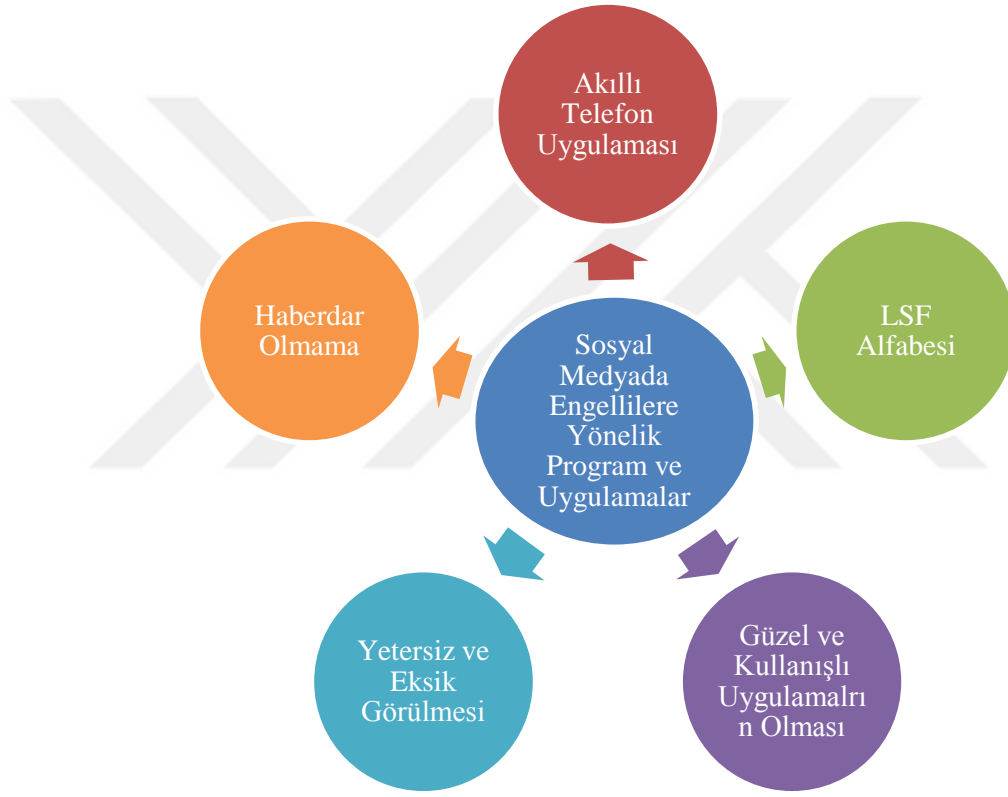 Akıllı
Telefon
Uygulaması
Haberdar
Olmama
LSF
Alfabesi
Sosyal
Medyada
Engellilere
Yönelik
Program ve
Uygulamalar
Yetersiz ve
Eksik
Görülmesi
Güzel ve
Kullanışlı
Uygulamalrı
n Olması